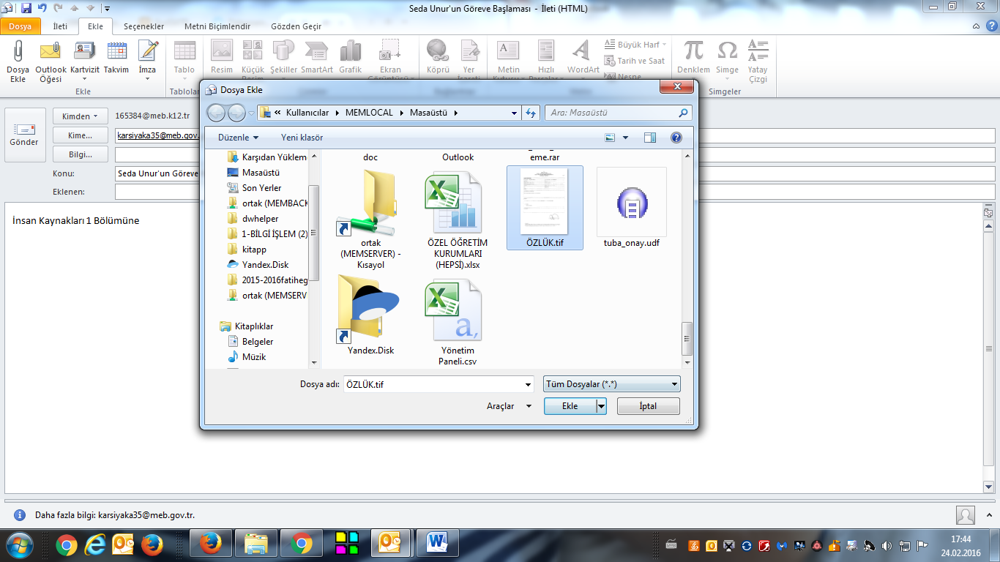 Seda Unur'un Göreve Başlaması - İleti (HTML)
Dosya İleti Ekle Seçenekler Metni Biçimlendir Gözden Geçir
Dosya Ekle
Outlook Öğesi
Kartvizit
Takvim
İmza
Tablo
Resim
Küçük
Şekiller
SmartArt
Grafik
Ekran
Köprü
Yer
Metin
Hızlı
WordArt
Büyük Harf
Tarih ve Saat
Nesne
Denklem
Simge
Yatay Çizgi
Ekle
Tablolar
Simgeler
Dosya Ekle
Kullanıcılar MEMLOCAL Masaüstü
Ara: Masaüstü
Düzenle Yeni klasör
Gönder
Kimden 165384@meb.k12.tr
Kime... karsiyaka35@meb.gov.
Bilgi...
Konu: Seda Unur'un Göreve
Eklenen:
İnsan Kaynakları 1 Bölümüne
Karşıdan Yüklem
Masaüstü
Son Yerler
ortak (MEMBACK
dwhelper
1-BİLGİ İŞLEM (2)
kitapp
Yandex.Disk
2015-2016fatiheg
ortak (MEMSERV
Kitaplıklar
Belgeler
Müzik
doc
Outlook
eme.rar
ortak
(MEMSERVER) -
Kısayol
ÖZEL ÖĞRETİM
KURUMLARI
(HEPSİ).xlsx
ÖZLÜK.tif
tuba_onay.udf
Yandex.Disk
Yönetim
Paneli.csv
Dosya adı: ÖZLÜK.tif Tüm Dosyalar (*.*)
Araçlar Ekle İptal
Daha fazla bilgi: karsiyaka35@meb.gov.tr.
17:44
24.02.2016